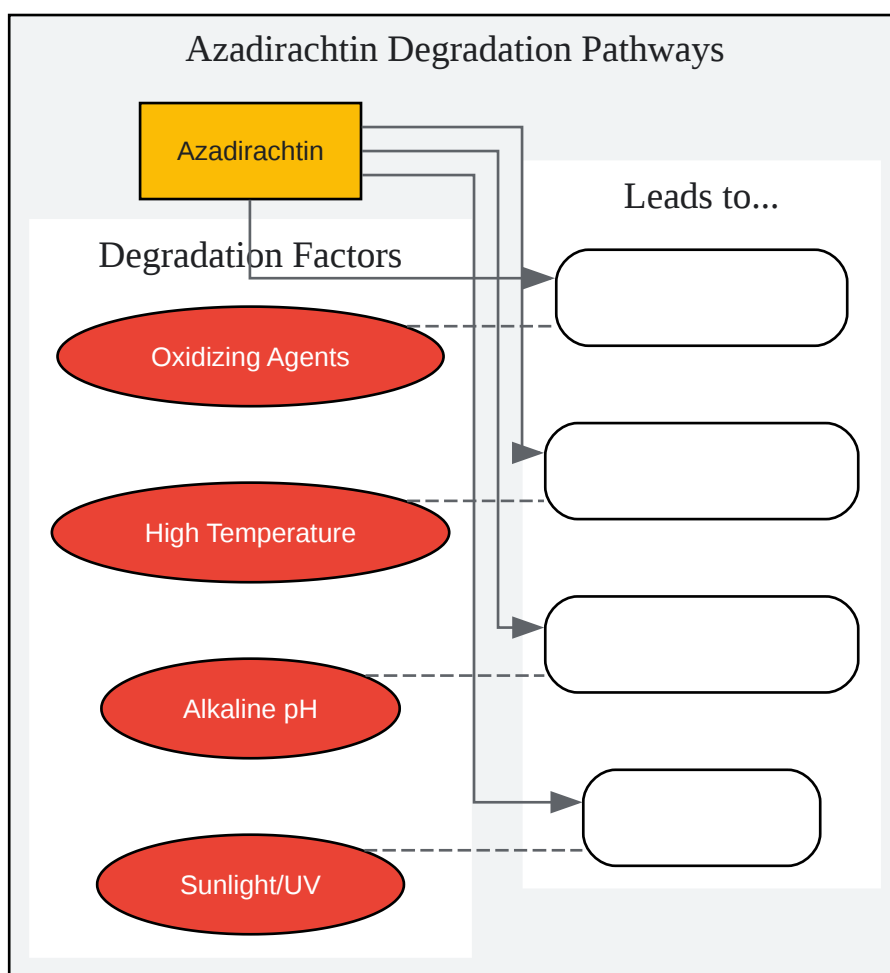 Azadirachtin Degradation Pathways
Azadirachtin
Leads to...
Degradation Factors
Oxidizing Agents
High Temperature
Alkaline pH
Sunlight/UV